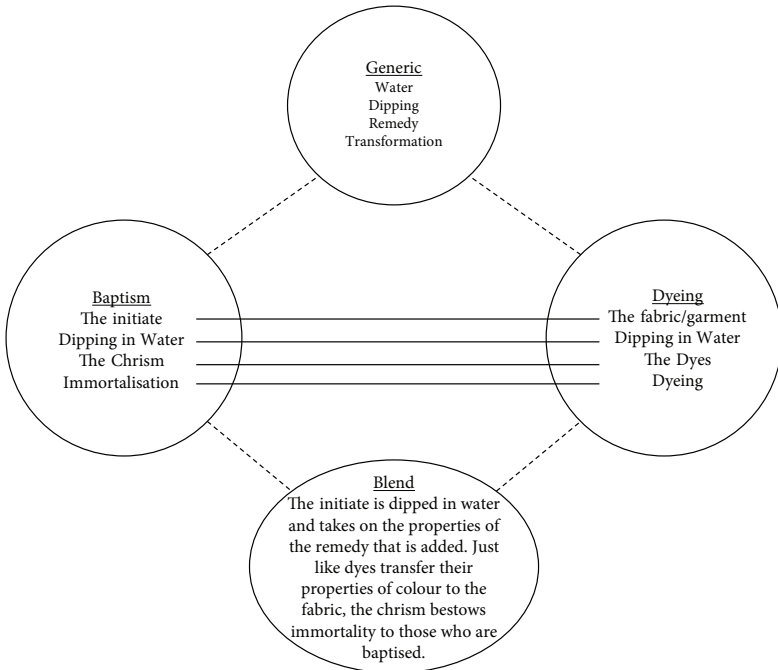 Generic
Water
Dipping
Remedy
Transformation
Baptism
The initiate
Dipping in Water
The Chrism
Immortalisation
Dyeing
The fabric/garment
Dipping in Water
The Dyes
Dyeing
Blend
The initiate is dipped in water
and takes on the properties of
the remedy that is added. Just
like dyes transfer their
properties of colour to the
fabric, the chrism bestows
immortality to those who are
baptised.